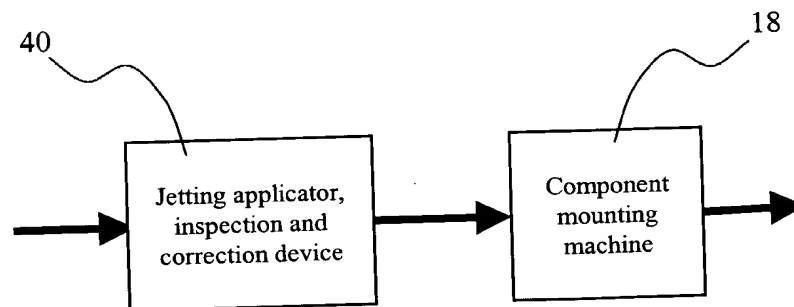 40
18
Jetting applicator,
inspection and
correction device
Component
mounting
machine